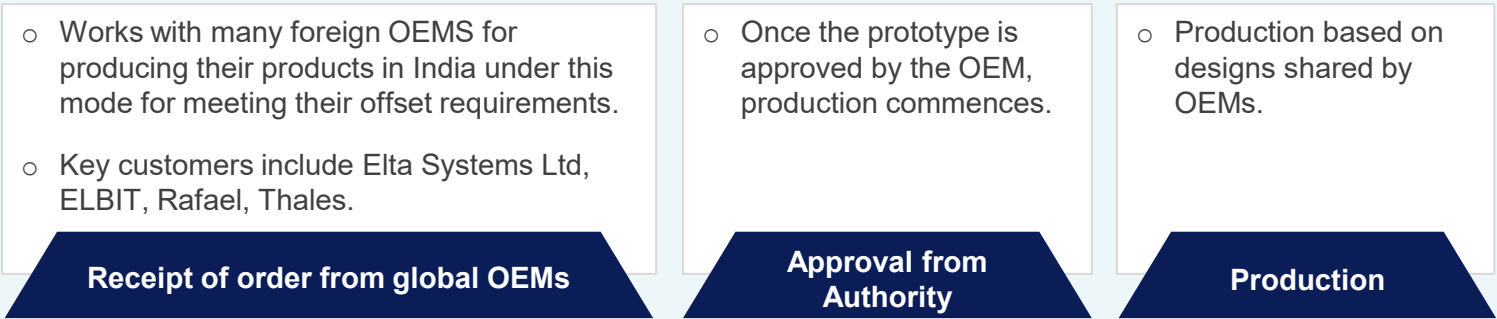 ○ Works with many foreign OEMS for
producing their products in India under this
mode for meeting their offset requirements.
○ Key customers include Elta Systems Ltd,
ELBIT, Rafael, Thales.
Receipt of order from global OEMs
○ Once the prototype is
approved by the OEM,
production commences.
Approval from
Authority
○ Production based on
designs shared by
OEMs.
Production